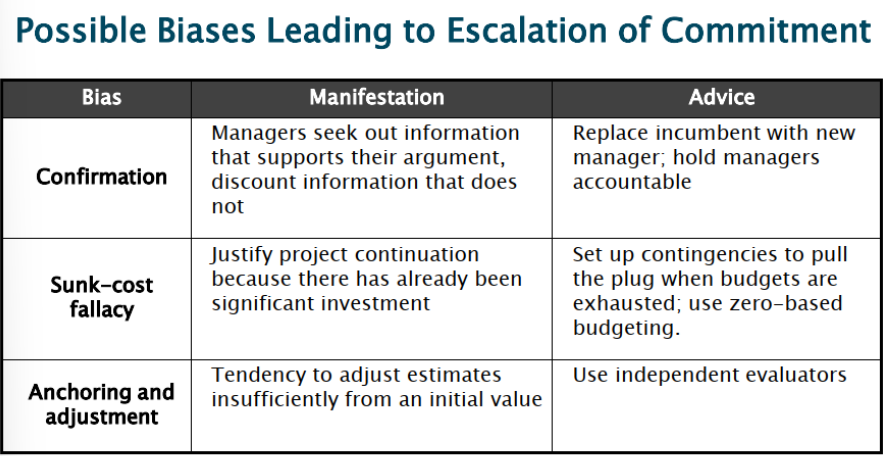 Possible Biases Leading to Escalation of Commitment
Bias
Manifestation
Advice
Confirmation
Managers seek out information
that supports their argument,
discount information that does
not
Replace incumbent with new
manager; hold managers
accountable
Sunk-cost
fallacy
Justify project continuation
because there has already been
significant investment
Set up contingencies to pull
the plug when budgets are
exhausted; use zero-based
budgeting.
Anchoring and
adjustment
Tendency to adjust estimates
insufficiently from an initial value
Use independent evaluators